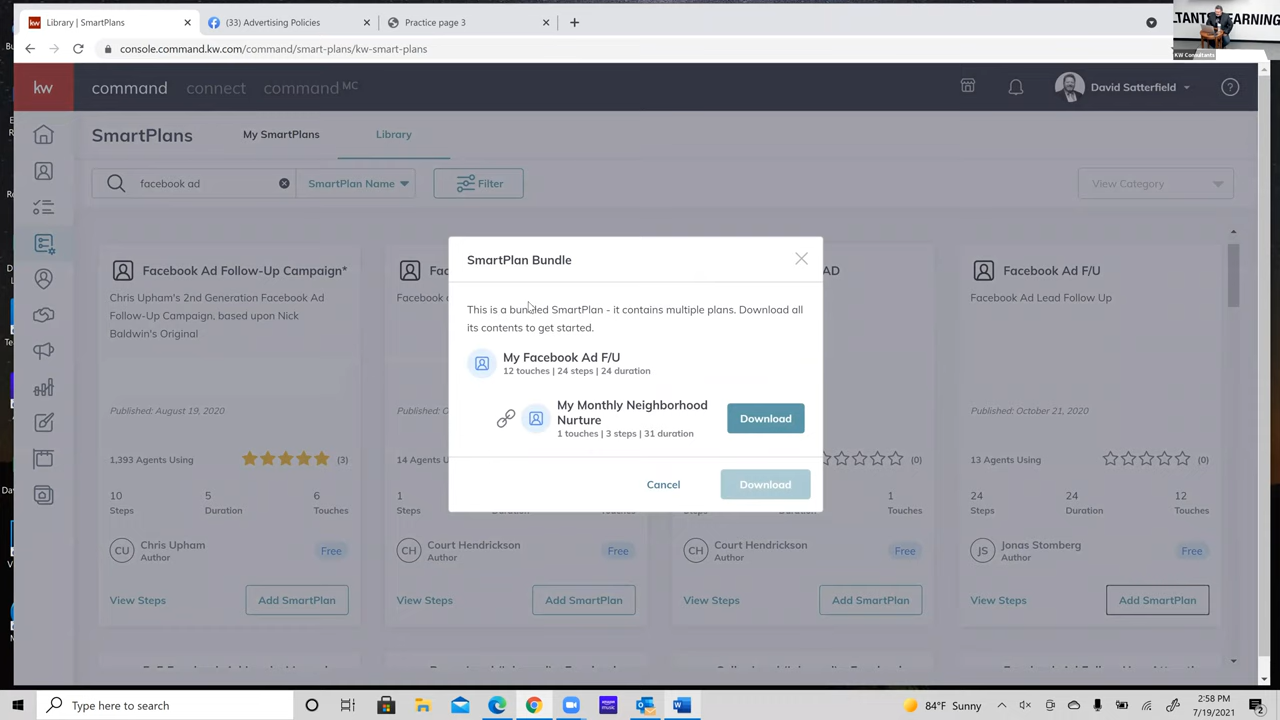 Library | SmartPlans
(33) Advertising Policies
Practice page 3
console.command.kw.com/command/smart-plans/kw-smart-plans
LTANTS LEARNING
KW Consultants
kw
command
connect
command MC
David Satterfield
SmartPlans
My SmartPlans
Library
facebook ad
SmartPlan Name
Filter
View Category
Facebook Ad Follow-Up Campaign*
Chris Upham's 2nd Generation Facebook Ad
Follow-Up Campaign, based upon Nick
Baldwin's Original
Published: August 19, 2020
1,393 Agents Using
(3)
10
5
6
Steps
Duration
Touches
CU
Chris Upham
Author
Free
View Steps
Add SmartPlan
14 Agents Using
1
Steps
CH
Court Hendrickson
Author
Free
View Steps
Add SmartPlan
AD
(0)
1
Touches
CH
Court Hendrickson
Author
Free
View Steps
Add SmartPlan
Facebook Ad F/U
Facebook Ad Lead Follow Up
Published: October 21, 2020
13 Agents Using
(0)
24
24
12
Steps
Duration
Touches
JS
Jonas Stomberg
Author
Free
View Steps
Add SmartPlan
SmartPlan Bundle
This is a bundled SmartPlan - it contains multiple plans. Download all
its contents to get started.
My Facebook Ad F/U
12 touches | 24 steps | 24 duration
My Monthly Neighborhood
Nurture
1 touches | 3 steps | 31 duration
Download
Cancel
Download
Type here to search
84°F Sunny
2:58 PM
7/19/2021